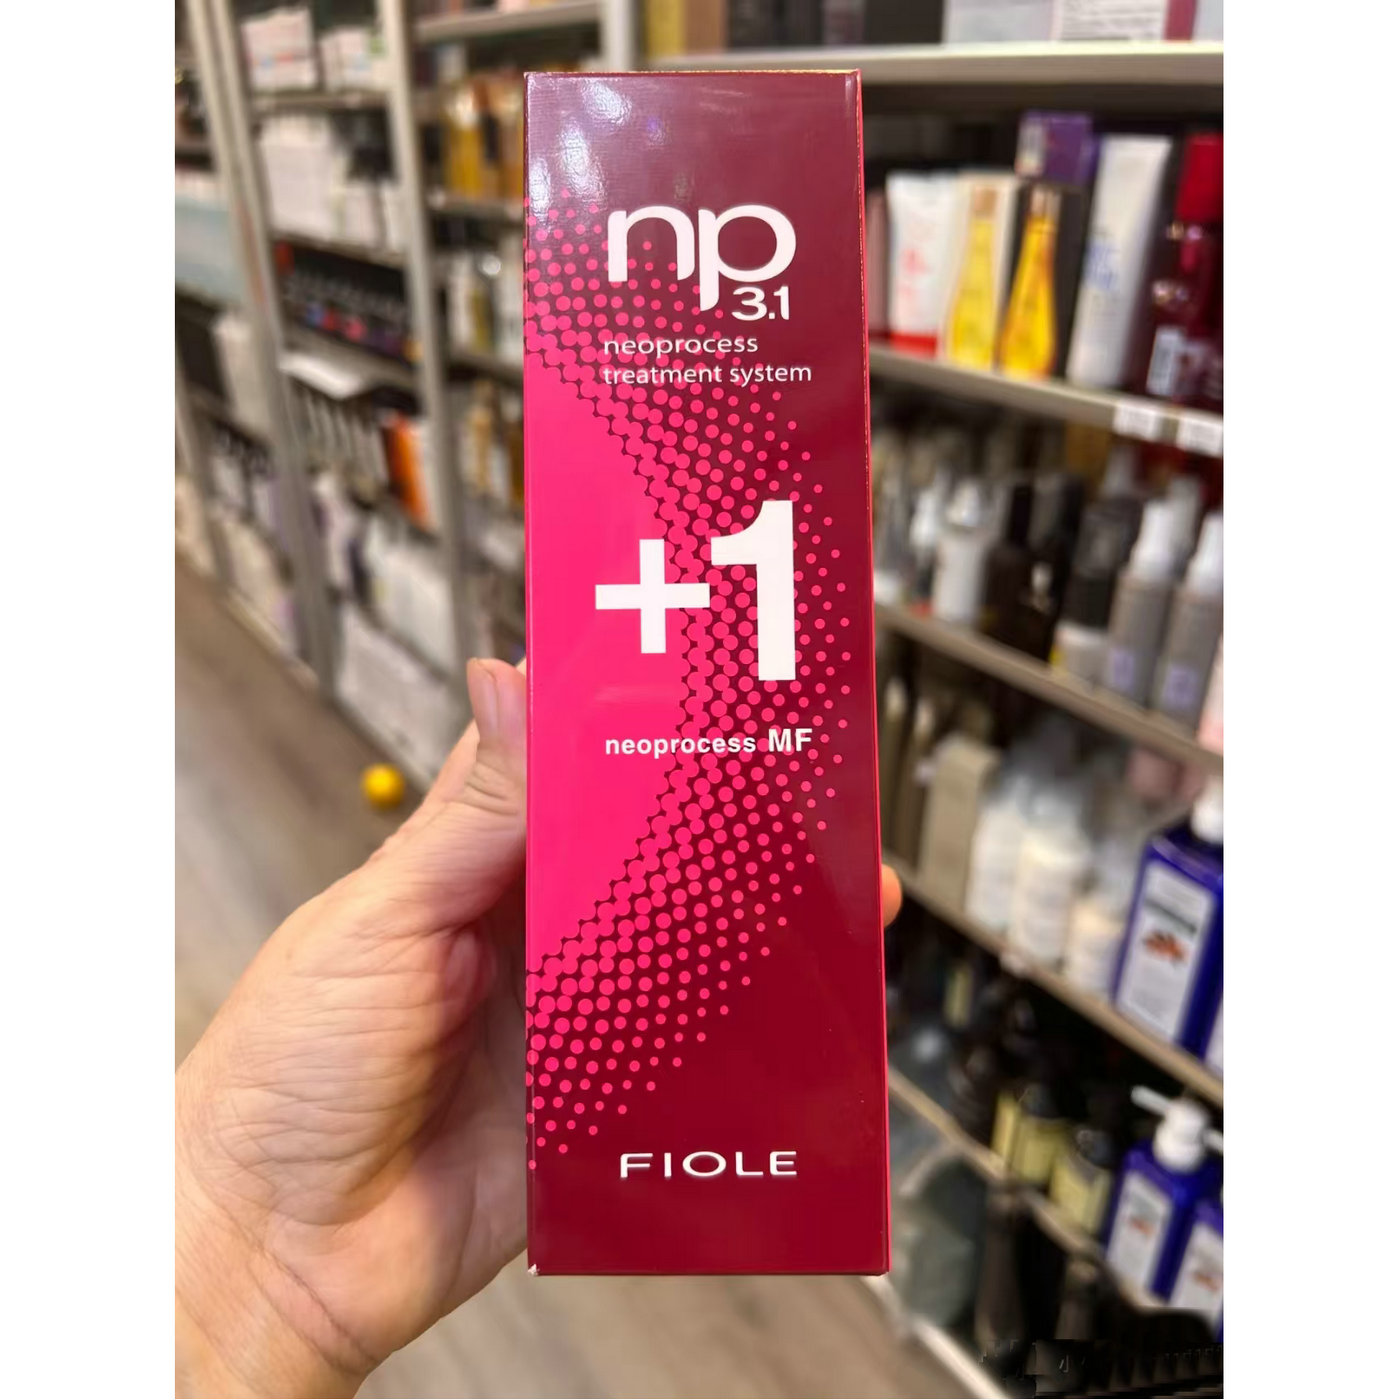 np
3.1
neoprocess
treatment system
+1
neoprocess MF
FIOLE